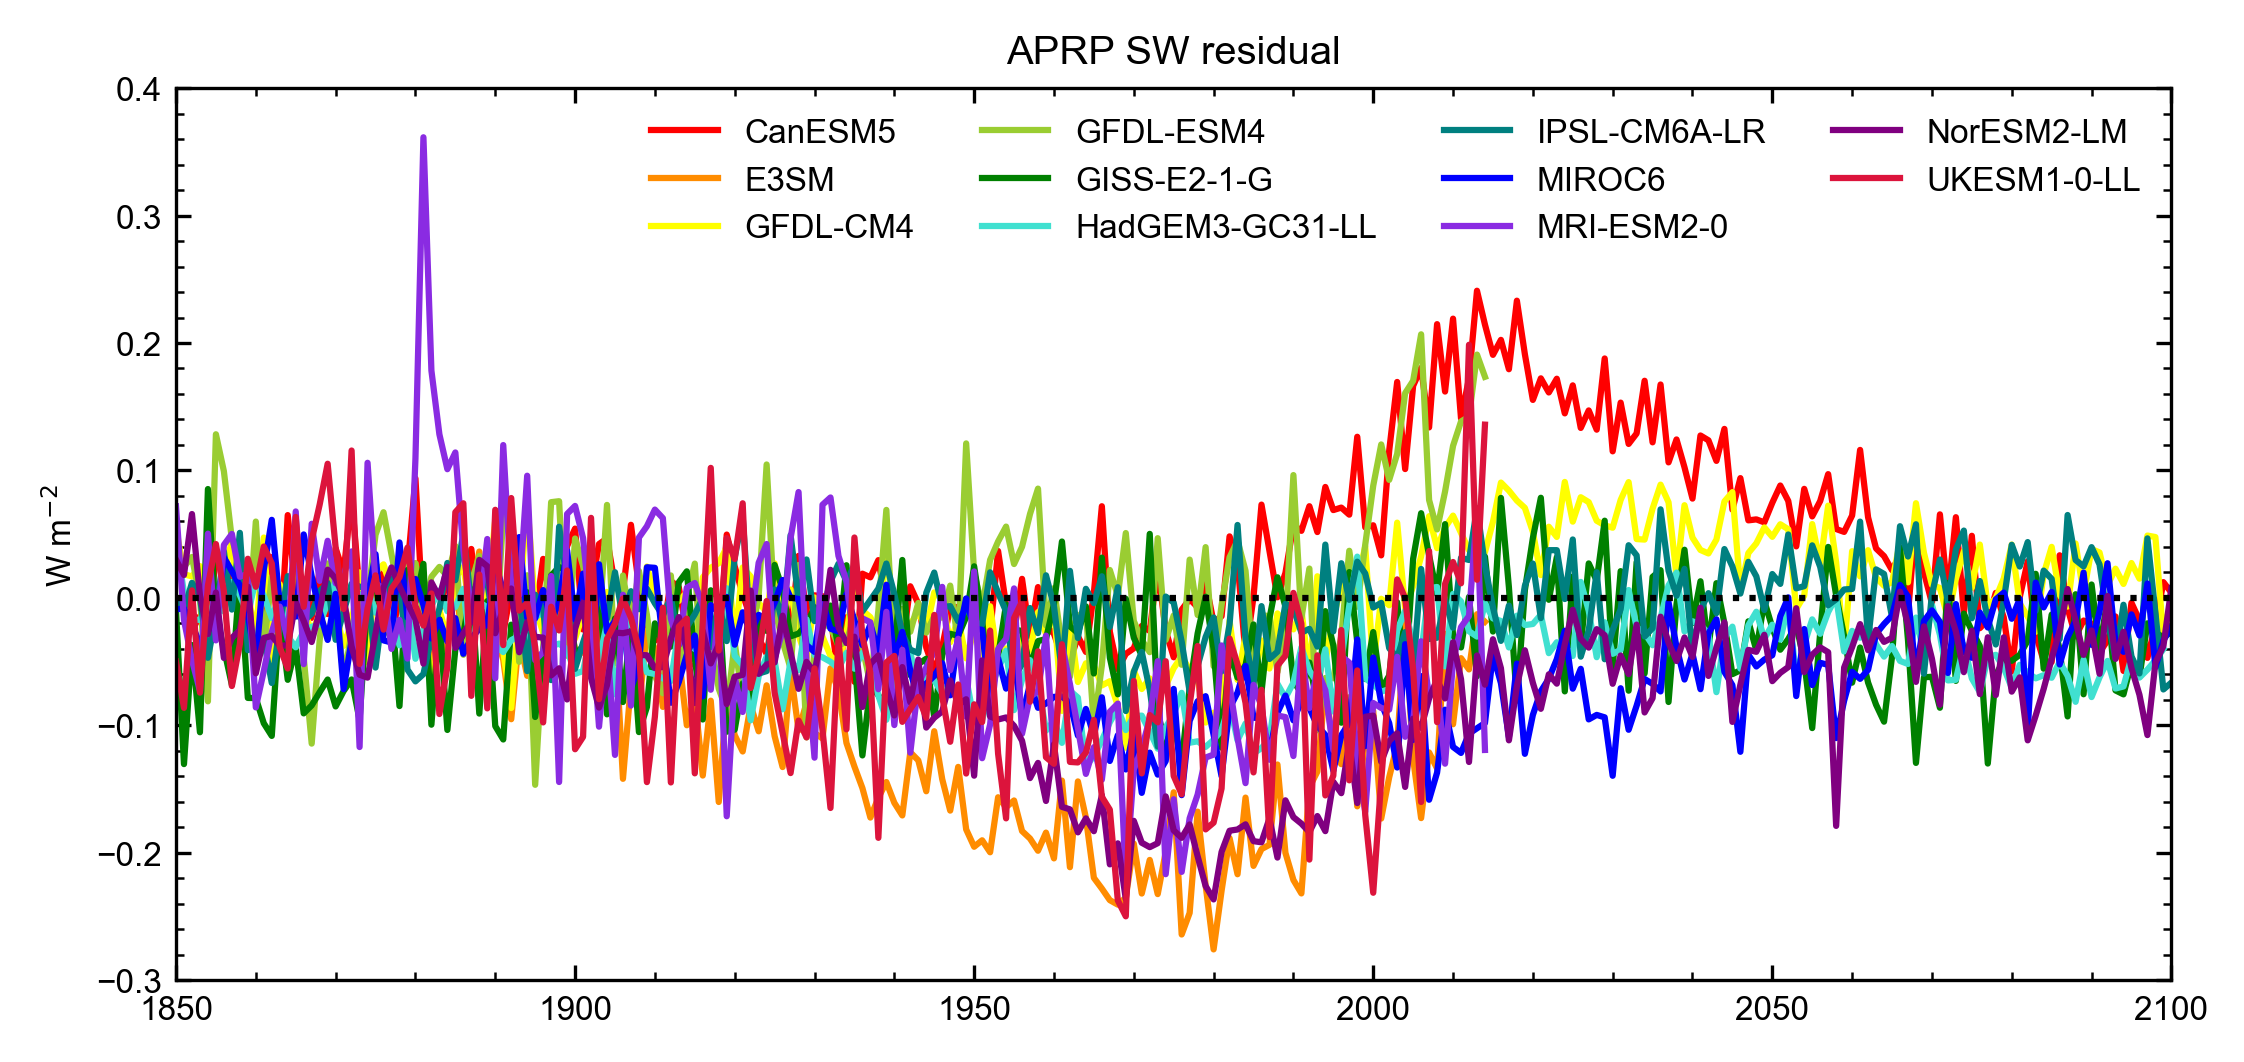 APRP SW residual
0.4
0.3
0.2
0.1
0.0
−0.1
−0.2
−0.3
W m−2
CanESM5
E3SM
GFDL-CM4
GFDL-ESM4
GISS-E2-1-G
HadGEM3-GC31-LL
IPSL-CM6A-LR
MIROC6
MRI-ESM2-0
NorESM2-LM
UKESM1-0-LL
1850 1900 1950 2000 2050 2100